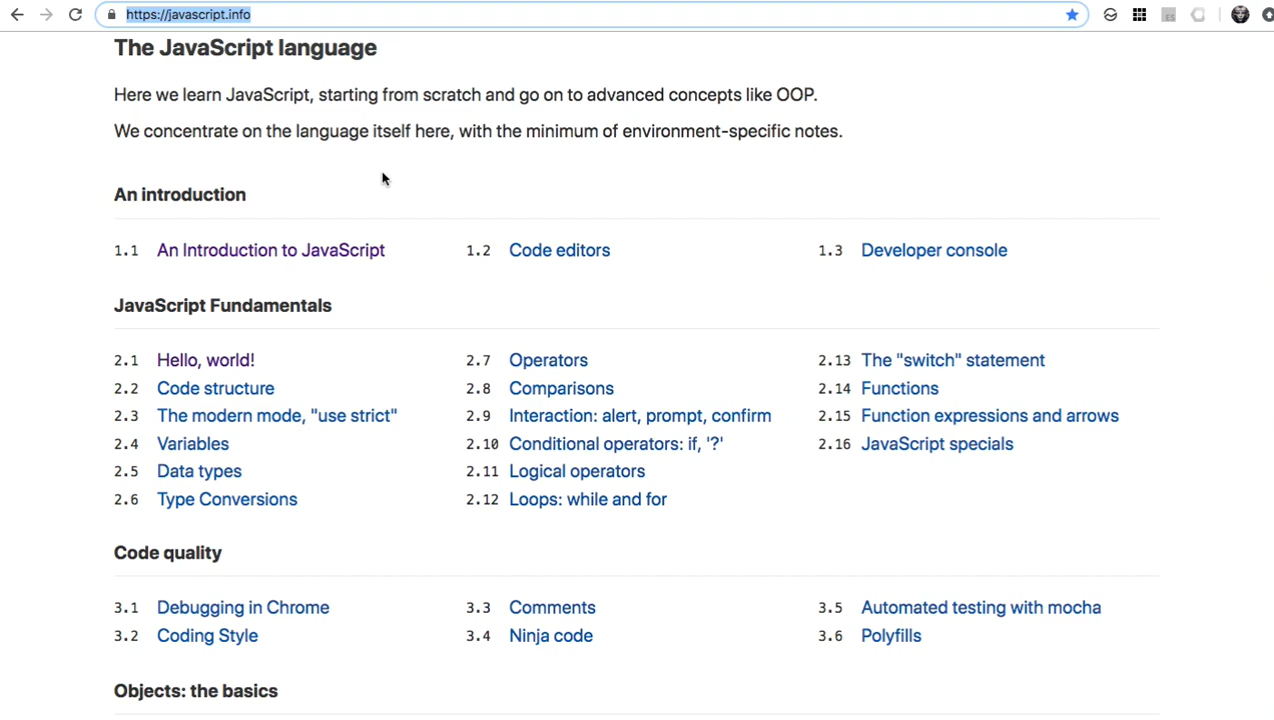 https://javascript.info
The JavaScript language
Here we learn JavaScript, starting from scratch and go on to advanced concepts like OOP.
We concentrate on the language itself here, with the minimum of environment-specific notes.
An introduction
1.1 An Introduction to JavaScript
1.2 Code editors
1.3 Developer console
JavaScript Fundamentals
2.1 Hello, world!
2.2 Code structure
2.3 The modern mode, "use strict"
2.4 Variables
2.5 Data types
2.6 Type Conversions
2.7 Operators
2.8 Comparisons
2.9 Interaction: alert, prompt, confirm
2.10 Conditional operators: if, '?'
2.11 Logical operators
2.12 Loops: while and for
2.13 The "switch" statement
2.14 Functions
2.15 Function expressions and arrows
2.16 JavaScript specials
Code quality
3.1 Debugging in Chrome
3.2 Coding Style
3.3 Comments
3.4 Ninja code
3.5 Automated testing with mocha
3.6 Polyfills
Objects: the basics